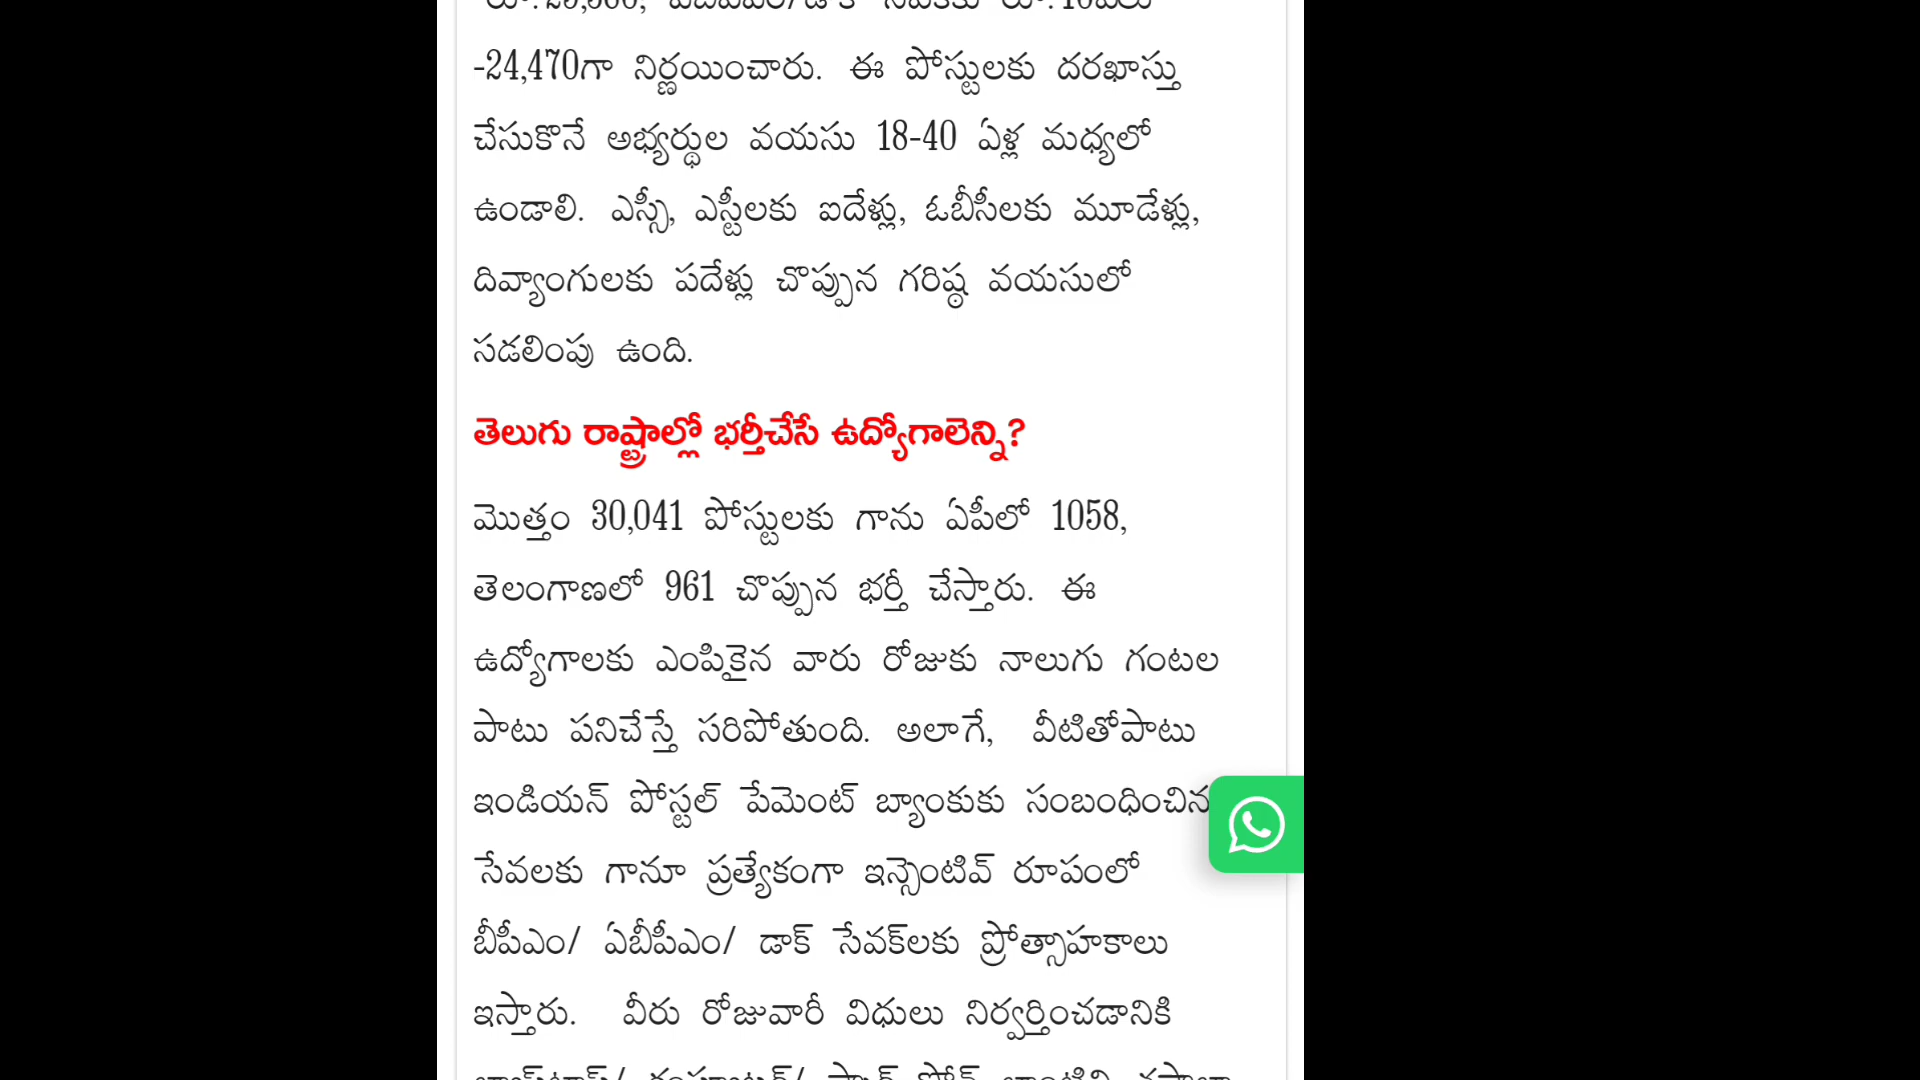 -24,470గా నిర్ణయించారు. ఈ పోస్టులకు దరఖాస్తు
చేసుకొనే అభ్యర్థుల వయసు 18-40 ఏళ్ల మధ్యలో
ఉండాలి. ఎస్సీ, ఎస్టీలకు ఐదేళ్లు, ఓబీసీలకు మూడేళ్లు,
దివ్యాంగులకు పదేళ్లు చొప్పున గరిష్ఠ వయసులో
సడలింపు ఉంది.
తెలుగు రాష్ట్రాల్లో భర్తీచేసే ఉద్యోగాలెన్ని?
మొత్తం 30,041 పోస్టులకు గాను ఏపీలో 1058,
తెలంగాణలో 961 చొప్పున భర్తీ చేస్తారు. ఈ
ఉద్యోగాలకు ఎంపికైన వారు రోజుకు నాలుగు గంటల
పాటు పనిచేస్తే సరిపోతుంది. అలాగే, వీటితోపాటు
ఇండియన్ పోస్టల్ పేమెంట్ బ్యాంకుకు సంబంధించిన
సేవలకు గానూ ప్రత్యేకంగా ఇన్సెంటివ్ రూపంలో
బీపీఎం/ ఏబీపీఎం/ డాక్ సేవక్‌లకు ప్రోత్సాహకాలు
ఇస్తారు. వీరు రోజువారీ విధులు నిర్వర్తించడానికి